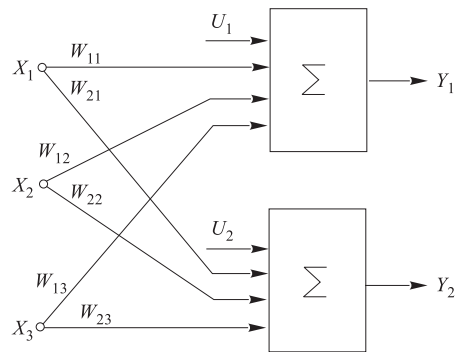 U₁
W₁₁
X₁
W₂₁
Σ
Y₁
W₁₂
X₂
W₂₂
U₂
W₁₃
Σ
Y₂
W₂₃
X₃